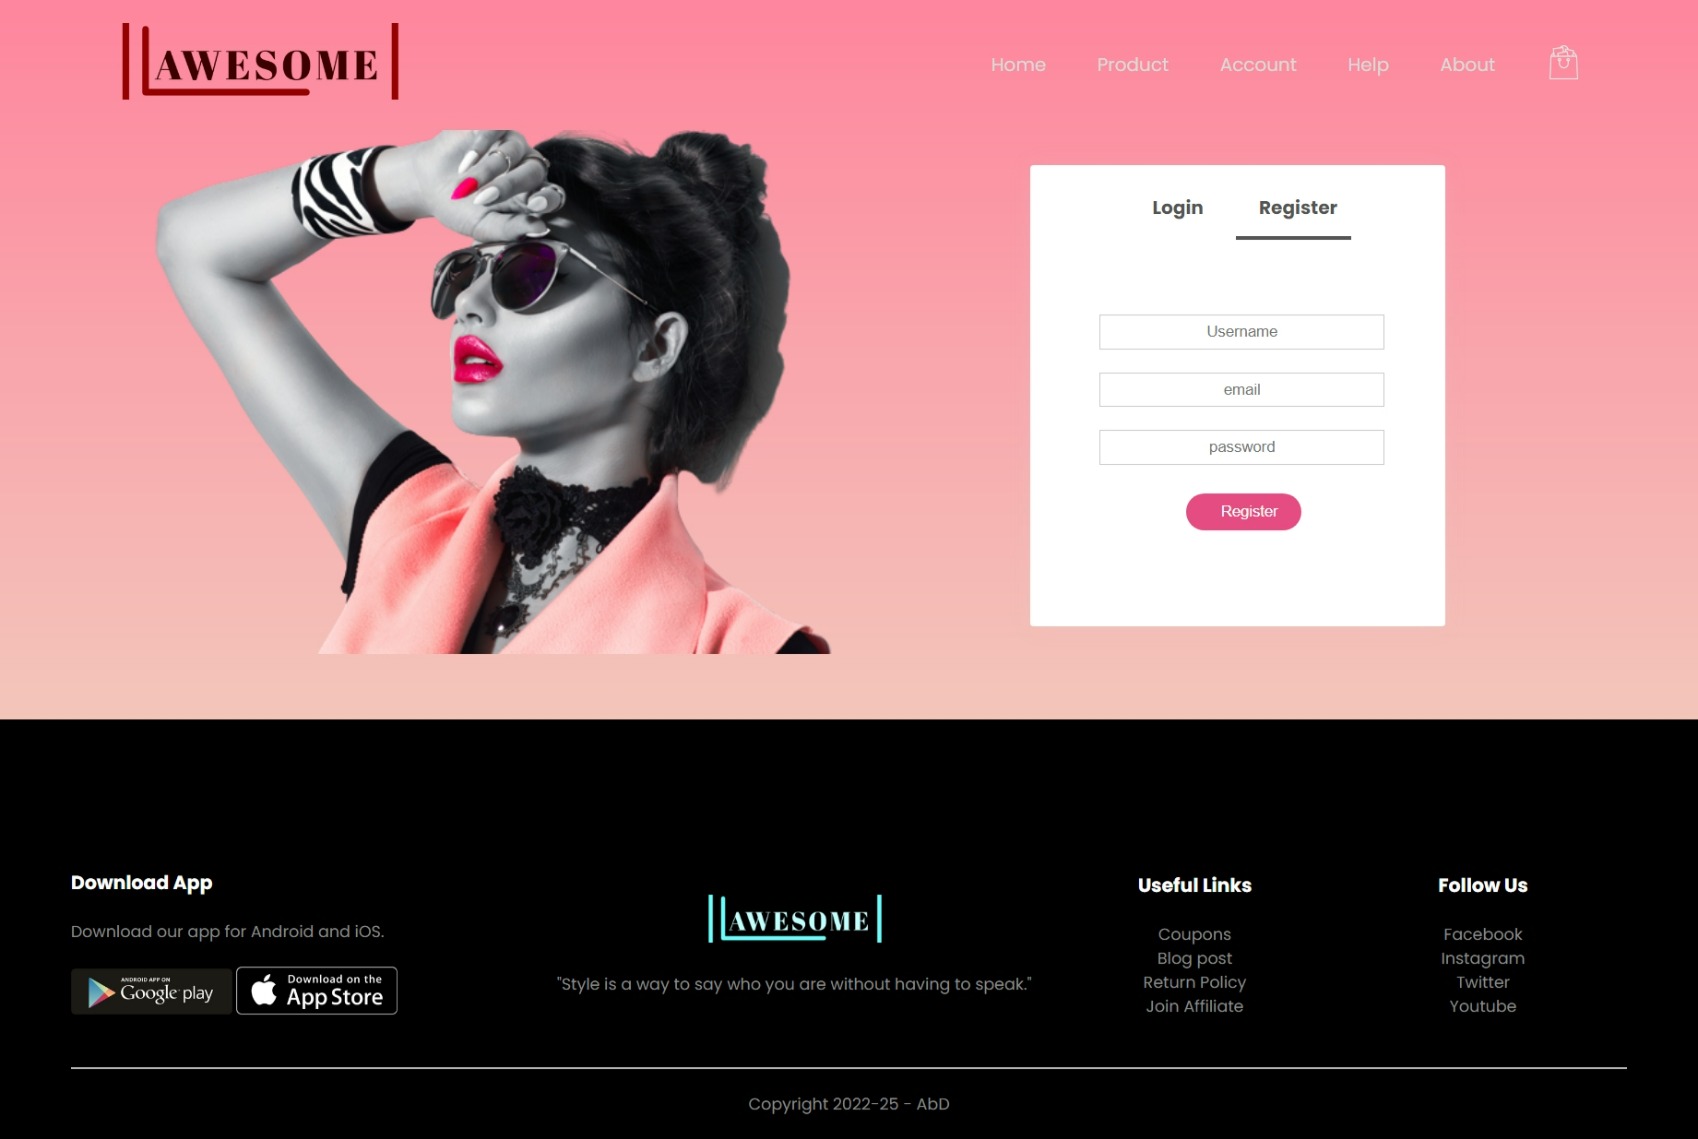 AWESOME
Home Product Account Help About
Login Register
Username
email
password
Register
Download App
Download our app for Android and iOS.
ANDROID APP ON
Google play
Download on the
App Store
AWESOME
"Style is a way to say who you are without having to speak."
Useful Links
Coupons
Blog post
Return Policy
Join Affiliate
Follow Us
Facebook
Instagram
Twitter
Youtube
Copyright 2022-25 - AbD